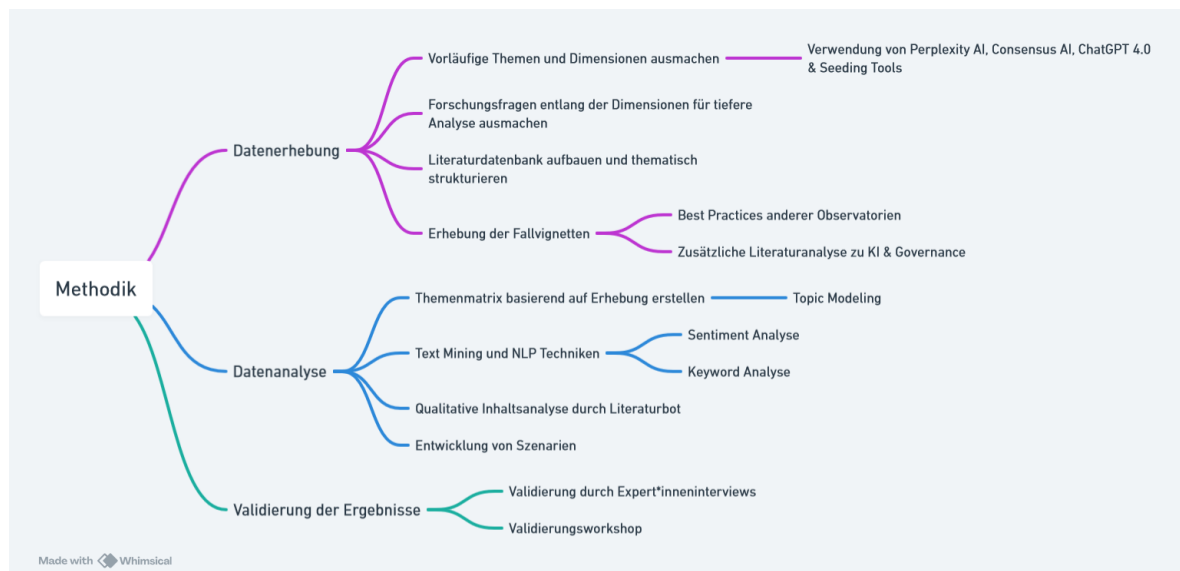 Methodik
Datenerhebung
Vorläufige Themen und Dimensionen ausmachen
Verwendung von Perplexity AI, Consensus AI, ChatGPT 4.0
& Seeding Tools
Forschungsfragen entlang der Dimensionen für tiefere
Analyse ausmachen
Literaturdatenbank aufbauen und thematisch
strukturieren
Erhebung der Fallvignetten
Best Practices anderer Observatorien
Zusätzliche Literaturanalyse zu KI & Governance
Datenanalyse
Themenmatrix basierend auf Erhebung erstellen
Topic Modeling
Text Mining und NLP Techniken
Sentiment Analyse
Keyword Analyse
Qualitative Inhaltsanalyse durch Literaturbot
Entwicklung von Szenarien
Validierung der Ergebnisse
Validierung durch Expert*inneninterviews
Validierungsworkshop
Made with Whimsical